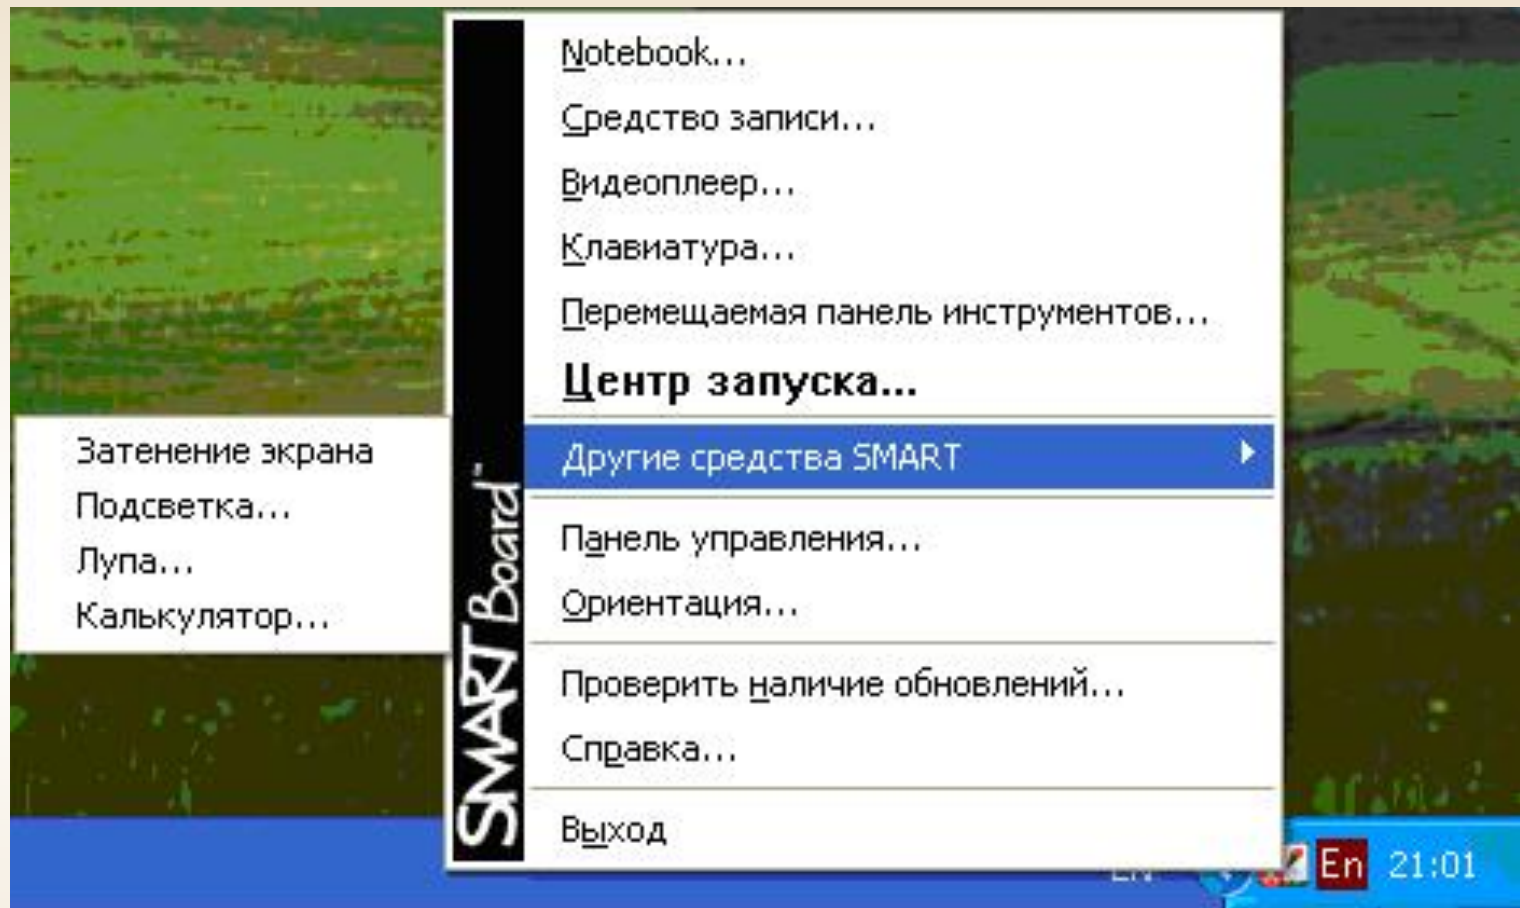 Notebook...
Средство записи...
Видеоплеер...
Клавиатура...
Перемещаемая панель инструментов...
Центр запуска...
Другие средства SMART
Затенение экрана
Подсветка...
Лупа...
Калькулятор...
Панель управления...
Ориентация...
Проверить наличие обновлений...
Справка...
Выход
SMART Board™
En 21:01